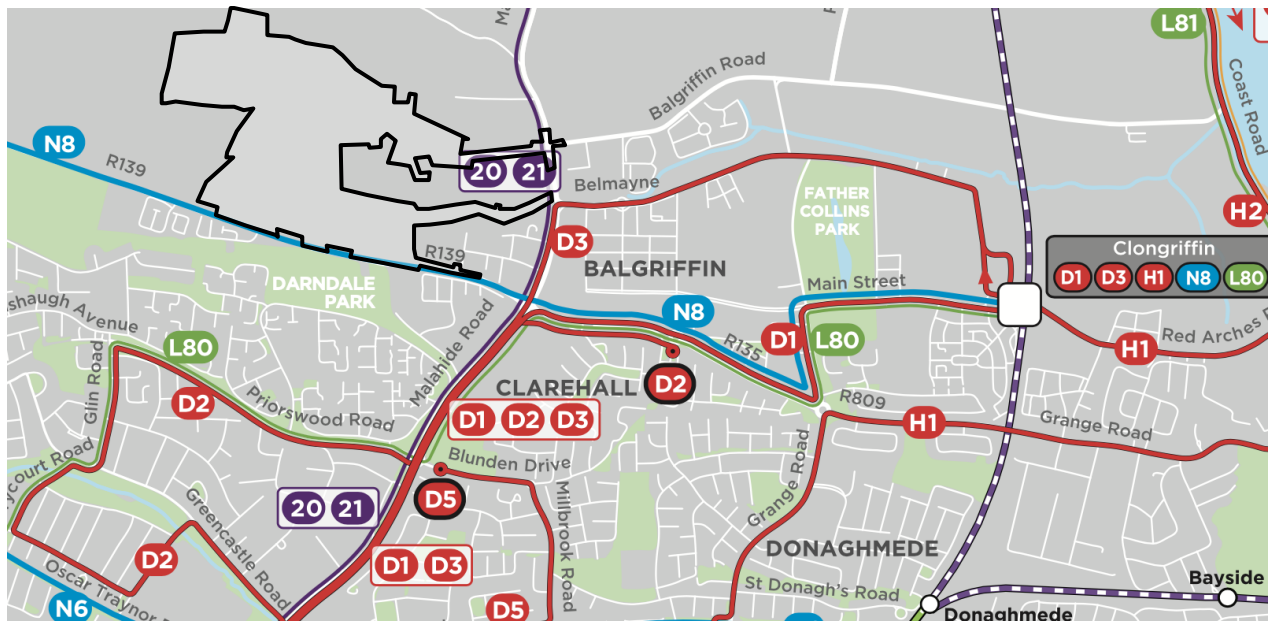 L81
Coast Road
Balgriffin Road
N8
R139
20 21
Belmayne
FATHER
COLLINS
PARK
H2
D3
R139
BALGRIFFIN
Clongriffin
D1 D3 H1 N8 L80
DARNDALE
PARK
Main Street
Avenue
N8
R135
D1
L80
Red Arches
H1
Malahide Road
L80
D2
Glin Road
CLAREHALL
D2
R809
Priorswood Road
D1 D2 D3
H1
Grange Road
Blunden Drive
D5
20 21
Greencastle Road
Millbrook Road
Grange Road
D2
D1 D3
DONAGHMEDE
Oscar Traynor
St Donagh's Road
Bayside
N6
D5
Donaghmede